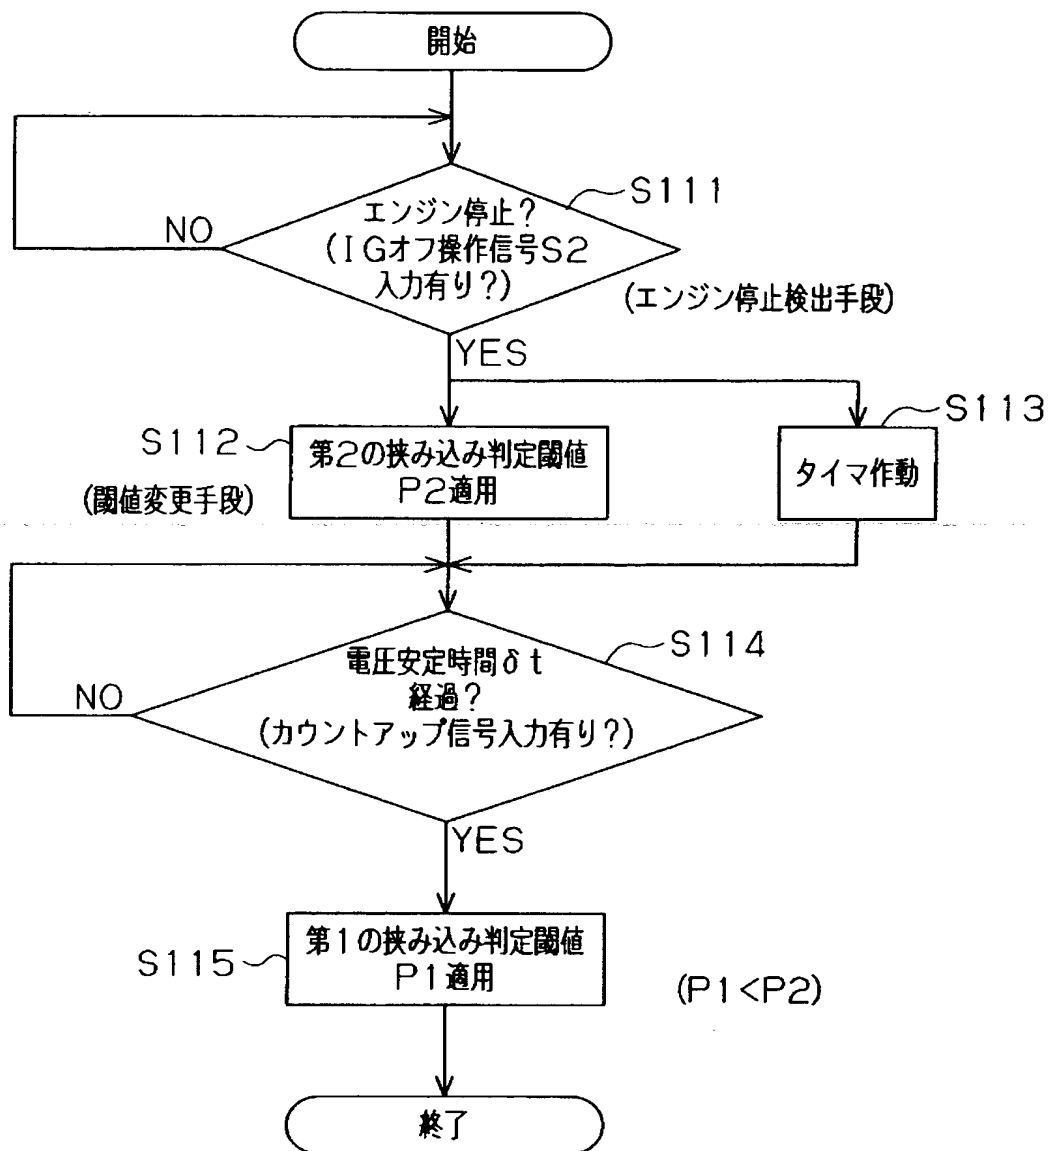 開始
S111
エンジン停止?
(IGオフ操作信号S2
入力有り?)
NO
(エンジン停止検出手段)
YES
S113
S112
第2の挟み込み判定閾値
P2適用
タイマ作動
(閾値変更手段)
S114
電圧安定時間δt
経過?
(カウントアップ信号入力有り?)
NO
YES
第1の挟み込み判定閾値
P1適用
S115
(P1<P2)
終了